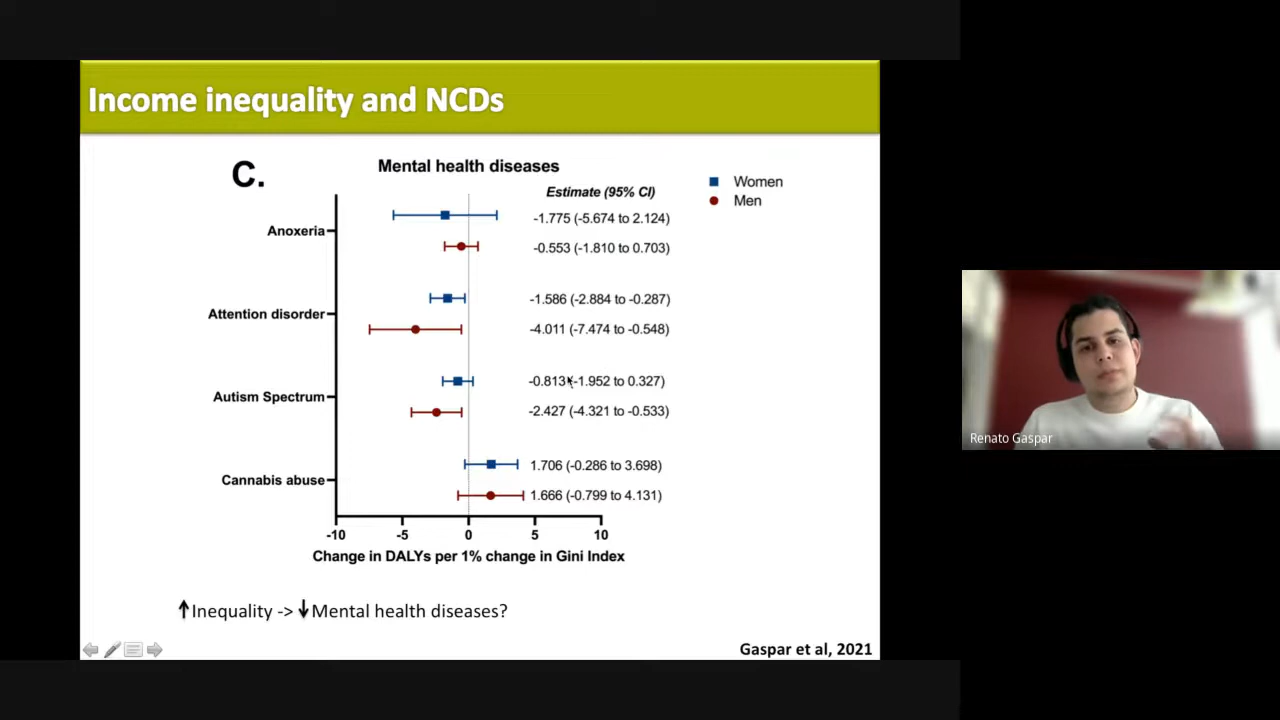 Income inequality and NCDs
C.
Mental health diseases
Estimate (95% CI)
Women
Men
Anoxeria
-1.775 (-5.674 to 2.124)
-0.553 (-1.810 to 0.703)
Attention disorder
-1.586 (-2.884 to -0.287)
-4.011 (-7.474 to -0.548)
Autism Spectrum
-0.813 (-1.952 to 0.327)
-2.427 (-4.321 to -0.533)
Cannabis abuse
1.706 (-0.286 to 3.698)
1.666 (-0.799 to 4.131)
-10 -5 0 5 10
Change in DALYs per 1% change in Gini Index
↑Inequality -> ↓Mental health diseases?
Gaspar et al, 2021
Renato Gaspar